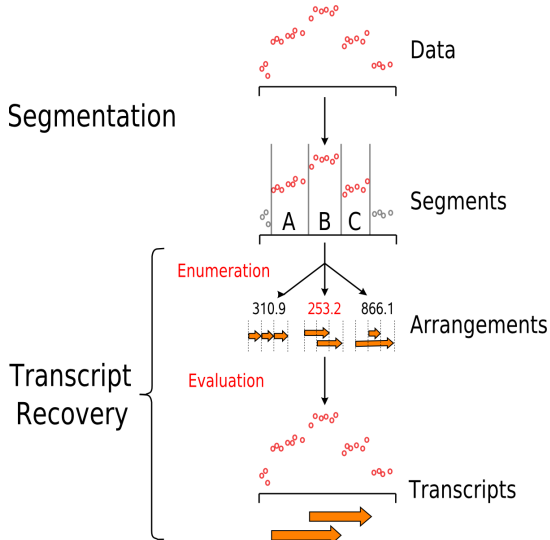 Data
Segmentation
Segments
A B C
Enumeration
310.9 253.2 866.1
Arrangements
Transcript
Recovery
Evaluation
Transcripts